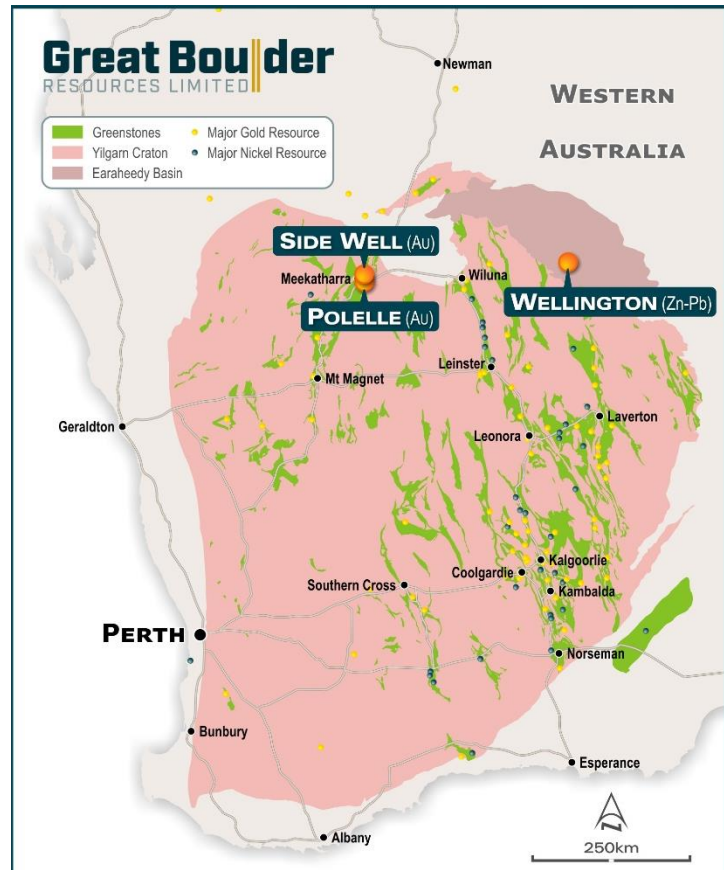 Great Boulder
RESOURCES LIMITED
Newman
WESTERN
AUSTRALIA
Greenstones
Major Gold Resource
Yilgarn Craton
Major Nickel Resource
Earaheedy Basin
SIDE WELL (Au)
Meekatharra
Wiluna
POLELLE (Au)
WELLINGTON (Zn-Pb)
Leinster
Mt Magnet
Laverton
Geraldton
Leonora
Kalgoorlie
Coolgardie
Southern Cross
Kambalda
PERTH
Norseman
Bunbury
Esperance
Albany
N
250km